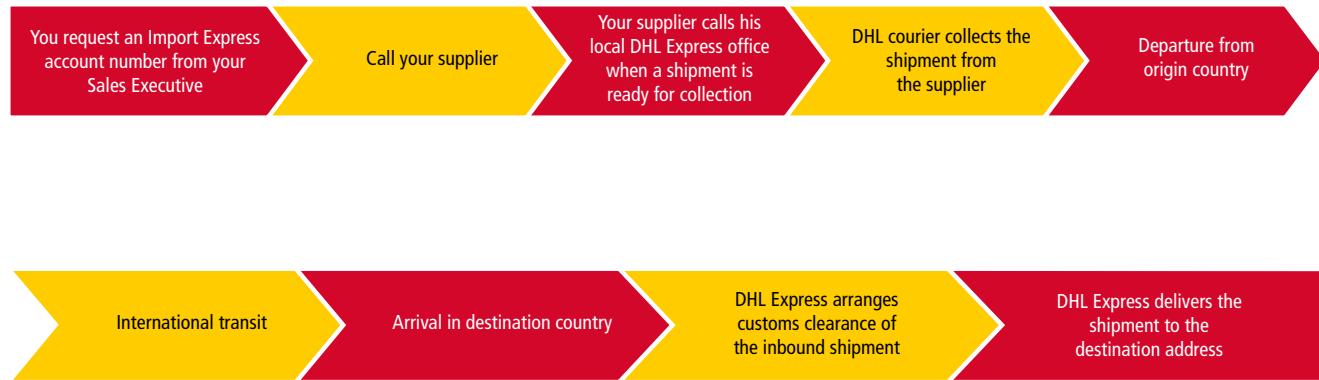 You request an Import Express
account number from your
Sales Executive
Call your supplier
Your supplier calls his
local DHL Express office
when a shipment is
ready for collection
DHL courier collects the
shipment from
the supplier
Departure from
origin country
International transit
Arrival in destination country
DHL Express arranges
customs clearance of
the inbound shipment
DHL Express delivers the
shipment to the
destination address